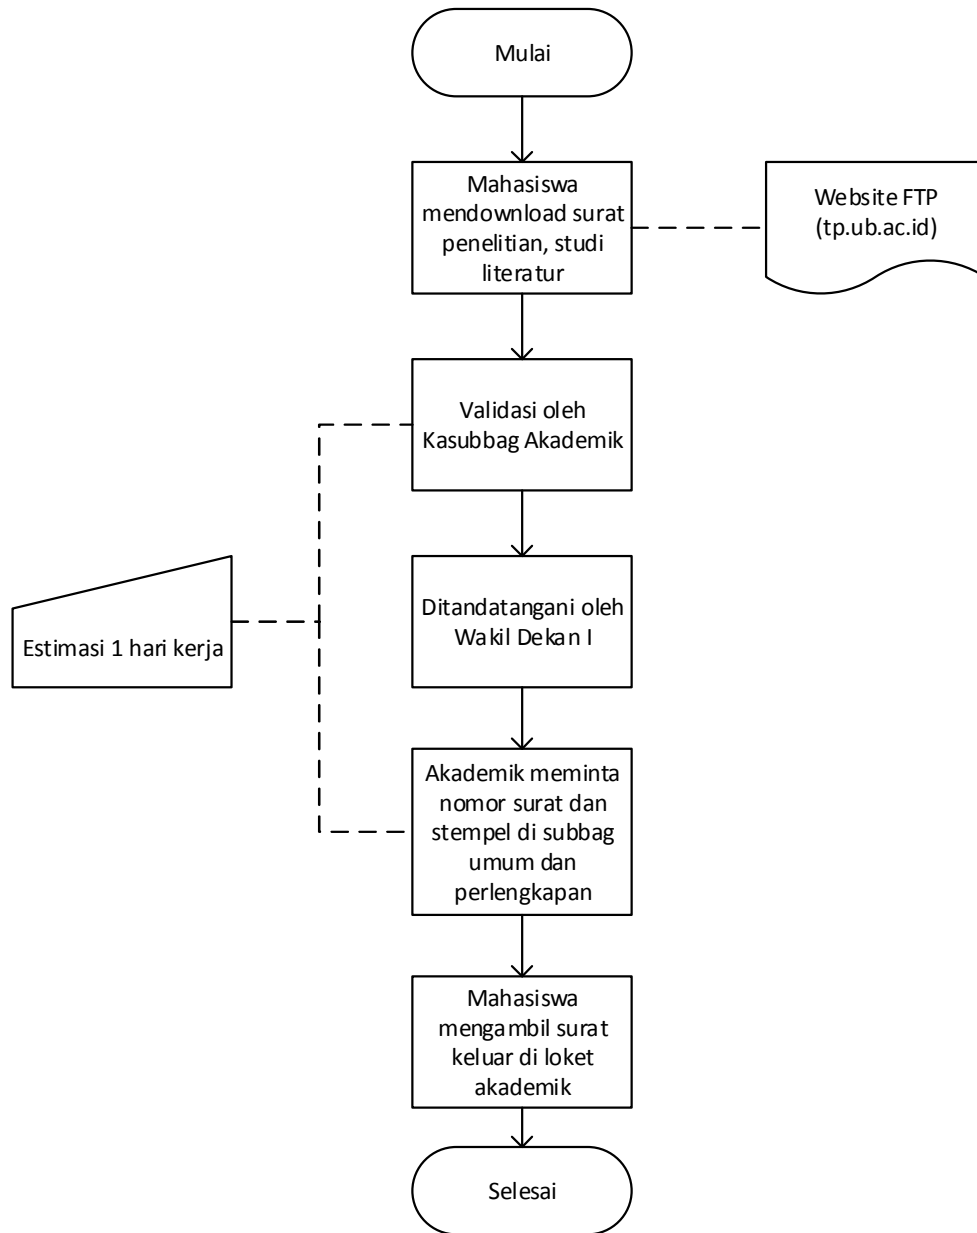 Mulai
Mahasiswa
mendownload surat
penelitian, studi
literatur
Website FTP
(tp.ub.ac.id)
Validasi oleh
Kasubbag Akademik
Ditandatangani oleh
Wakil Dekan I
Estimasi 1 hari kerja
Akademik meminta
nomor surat dan
stempel di subbag
umum dan
perlengkapan
Mahasiswa
mengambil surat
keluar di loket
akademik
Selesai